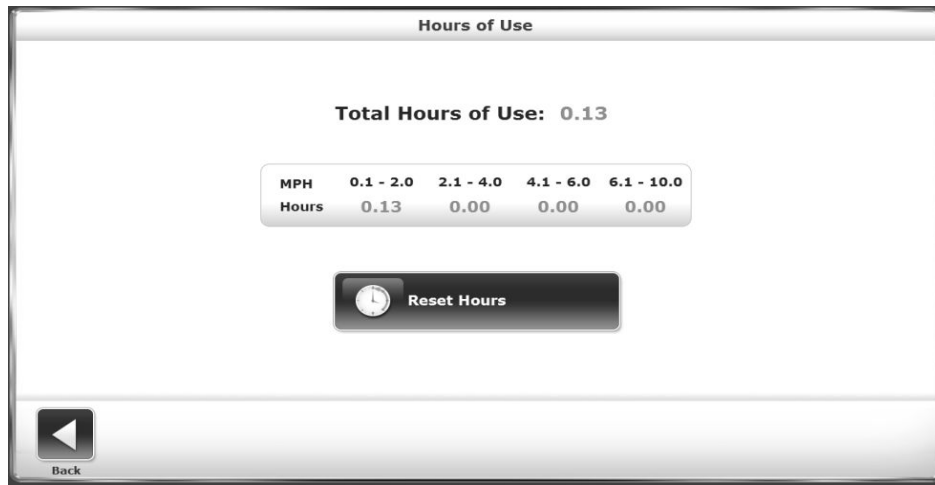 Hours of Use
Total Hours of Use: 0.13
MPH 0.1 - 2.0 2.1 - 4.0 4.1 - 6.0 6.1 - 10.0
Hours 0.13 0.00 0.00 0.00
Reset Hours
Back